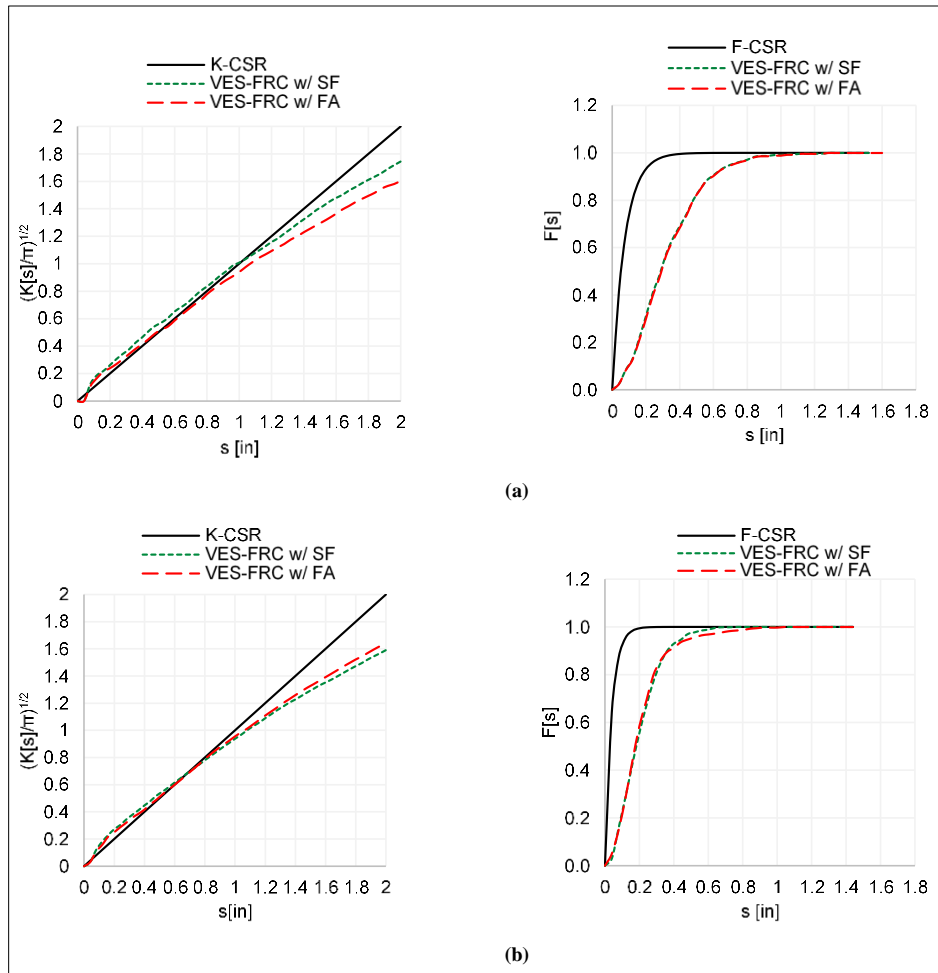 K-CSR
VES-FRC w/ SF
VES-FRC w/ FA
(K[s]/π)1/2
2
1.8
1.6
1.4
1.2
1
0.8
0.6
0.4
0.2
0
0 0.2 0.4 0.6 0.8 1 1.2 1.4 1.6 1.8 2
s [in]
F-CSR
VES-FRC w/ SF
VES-FRC w/ FA
F[s]
1.2
1.0
0.8
0.6
0.4
0.2
0.0
0 0.2 0.4 0.6 0.8 1 1.2 1.4 1.6 1.8
s [in]
(a)
K-CSR
VES-FRC w/ SF
VES-FRC w/ FA
(K[s]/π)1/2
2
1.8
1.6
1.4
1.2
1
0.8
0.6
0.4
0.2
0
0 0.2 0.4 0.6 0.8 1 1.2 1.4 1.6 1.8 2
s[in]
F-CSR
VES-FRC w/ SF
VES-FRC w/ FA
F[s]
1.2
1.0
0.8
0.6
0.4
0.2
0.0
0 0.2 0.4 0.6 0.8 1 1.2 1.4 1.6 1.8
s [in]
(b)